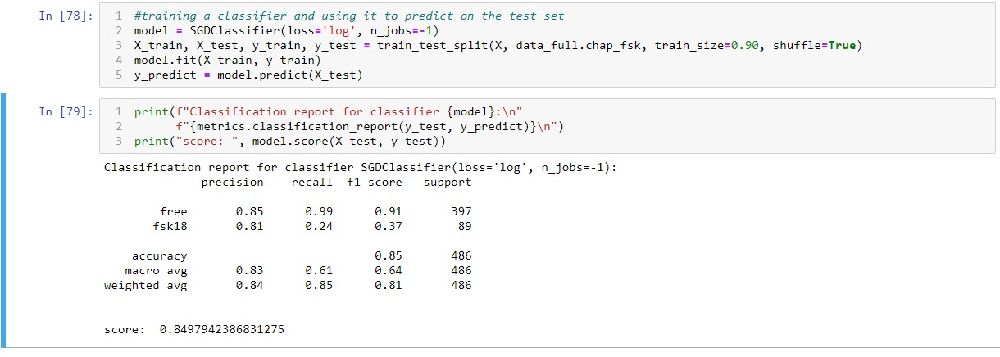 In [78]:
1 #training a classifier and using it to predict on the test set
2 model = SGDClassifier(loss='log', n_jobs=-1)
3 X_train, X_test, y_train, y_test = train_test_split(X, data_full.chap_fsk, train_size=0.90, shuffle=True)
4 model.fit(X_train, y_train)
5 y_predict = model.predict(X_test)
In [79]:
1 print(f"Classification report for classifier {model}:\n"
2       f"{metrics.classification_report(y_test, y_predict)}\n")
3 print("score: ", model.score(X_test, y_test))
Classification report for classifier SGDClassifier(loss='log', n_jobs=-1):
precision    recall  f1-score   support
free       0.85      0.99      0.91       397
fsk18       0.81      0.24      0.37        89
accuracy                           0.85       486
macro avg       0.83      0.61      0.64       486
weighted avg       0.84      0.85      0.81       486
score:  0.8497942386831275